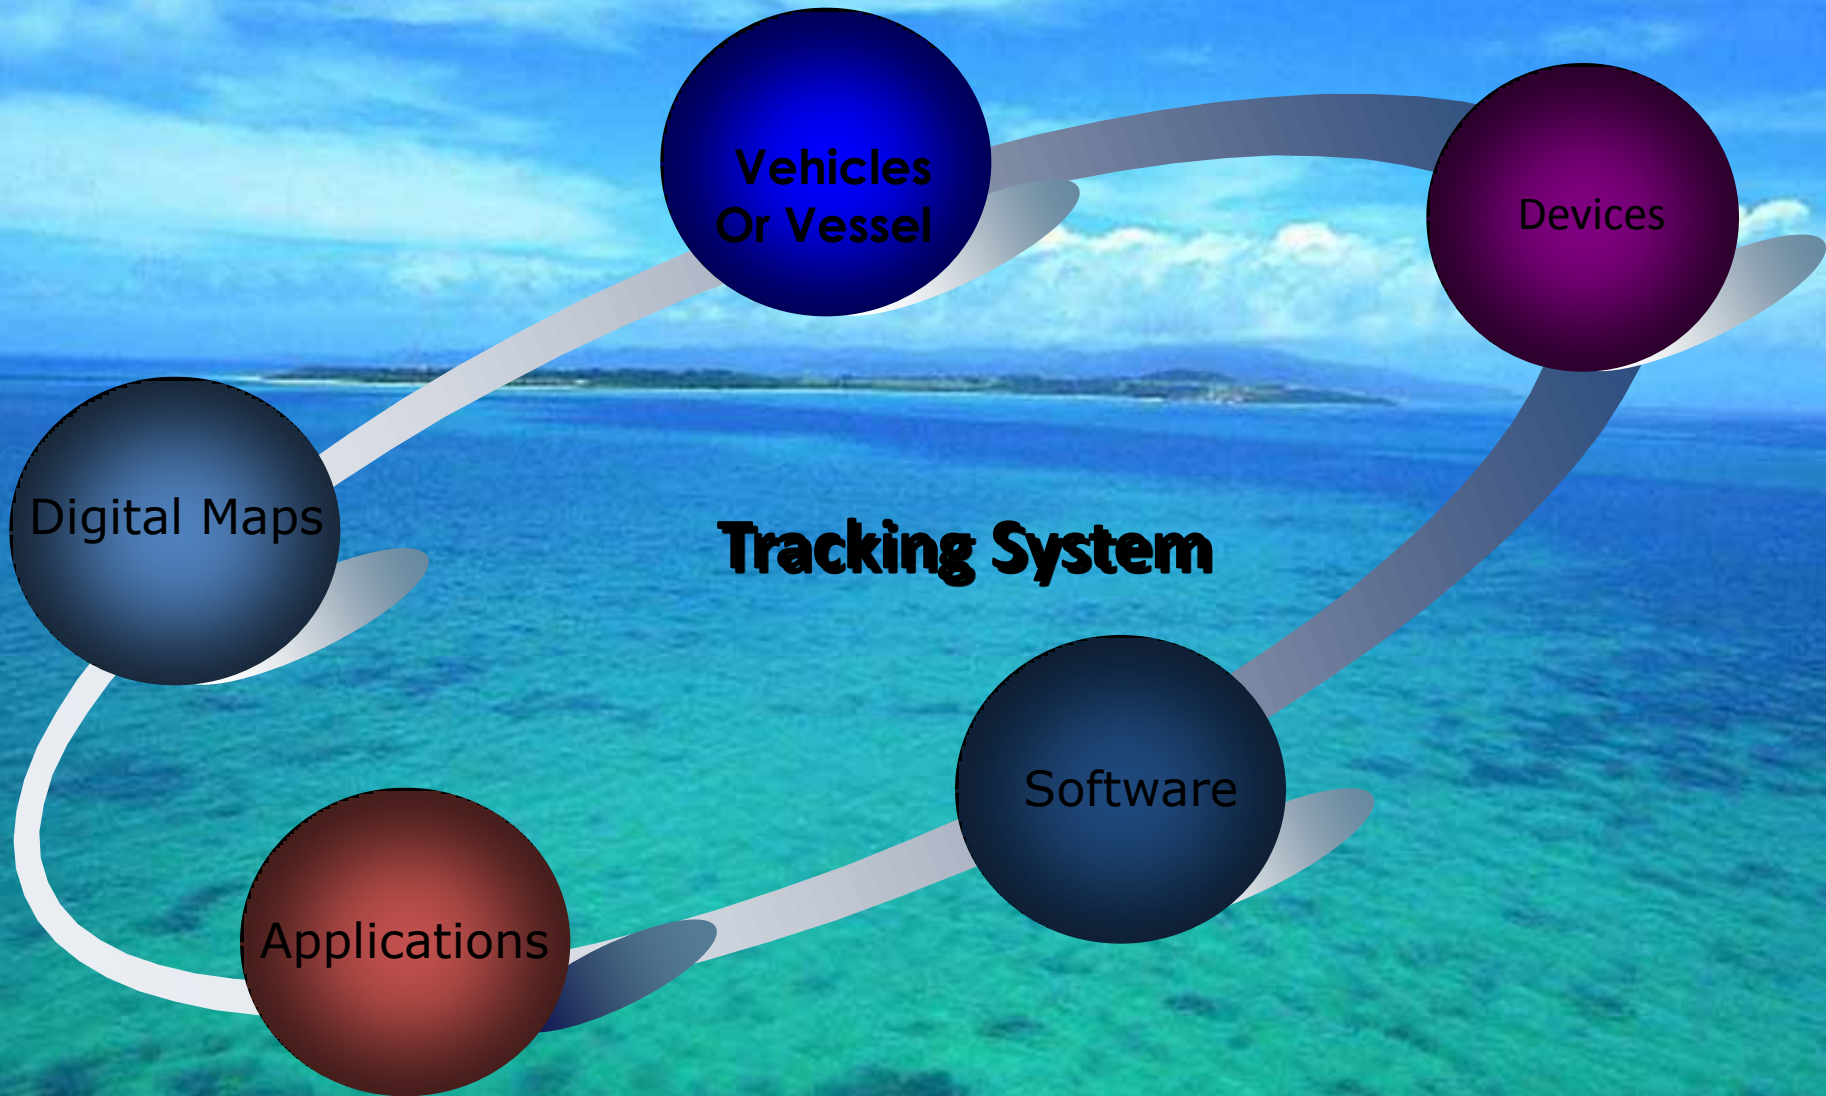 Vehicles
Or Vessel
Devices
Digital Maps
Tracking System
Software
Applications